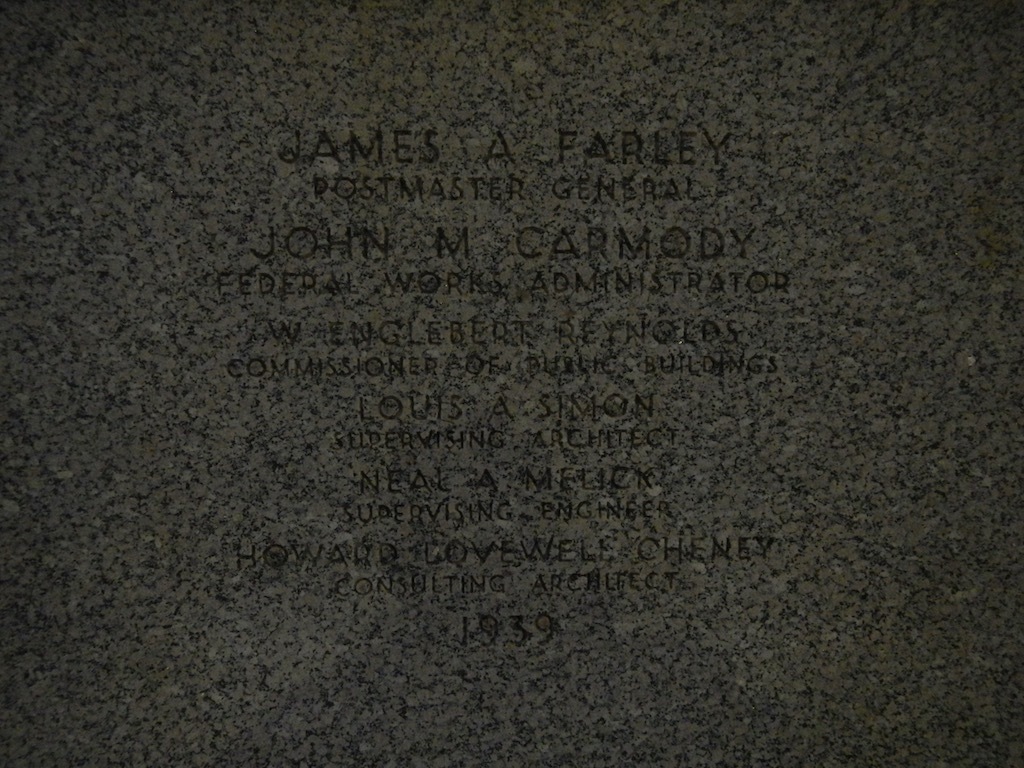 JAMES A FARLEY
POSTMASTER GENERAL
JOHN M CARMODY
FEDERAL WORKS ADMINISTRATOR
W ENGLEBERT REYNOLDS
COMMISSIONER OF PUBLIC BUILDINGS
LOUIS A SIMON
SUPERVISING ARCHITECT
NEAL A MELICK
SUPERVISING ENGINEER
HOWARD LOVEWELL CHENEY
CONSULTING ARCHITECT
1939